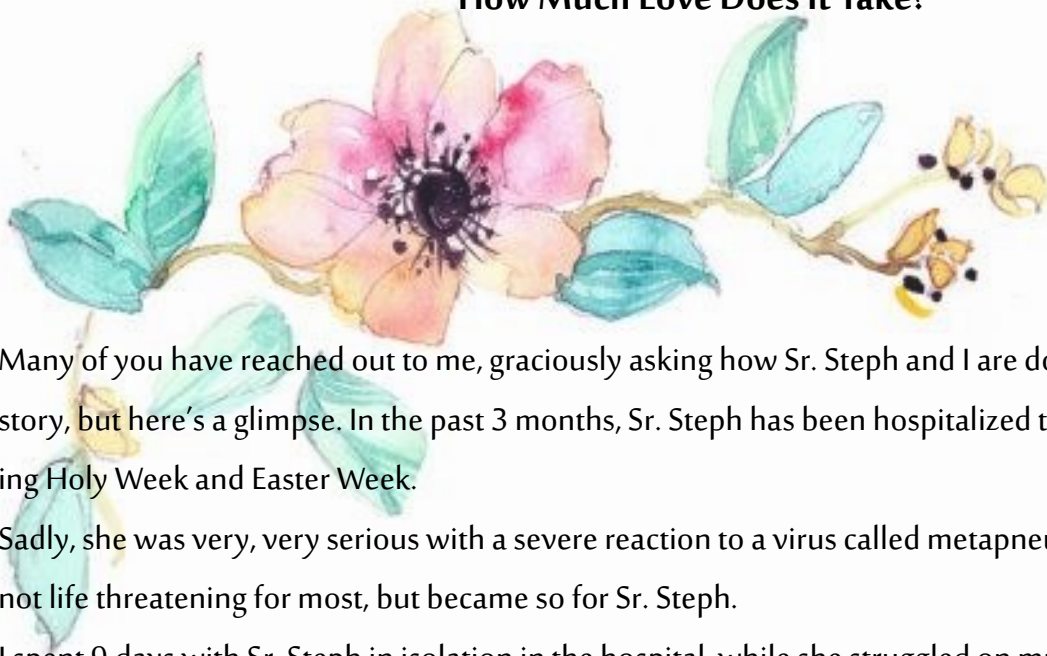 How Much Love Does It Take?
Many of you have reached out to me, graciously asking how Sr. Steph and I are do
story, but here's a glimpse. In the past 3 months, Sr. Steph has been hospitalized t
ing Holy Week and Easter Week.
Sadly, she was very, very serious with a severe reaction to a virus called metapneu
not life threatening for most, but became so for Sr. Steph.
I spent 9 days with Sr. Steph in isolation in the hospital, while she struggled on m